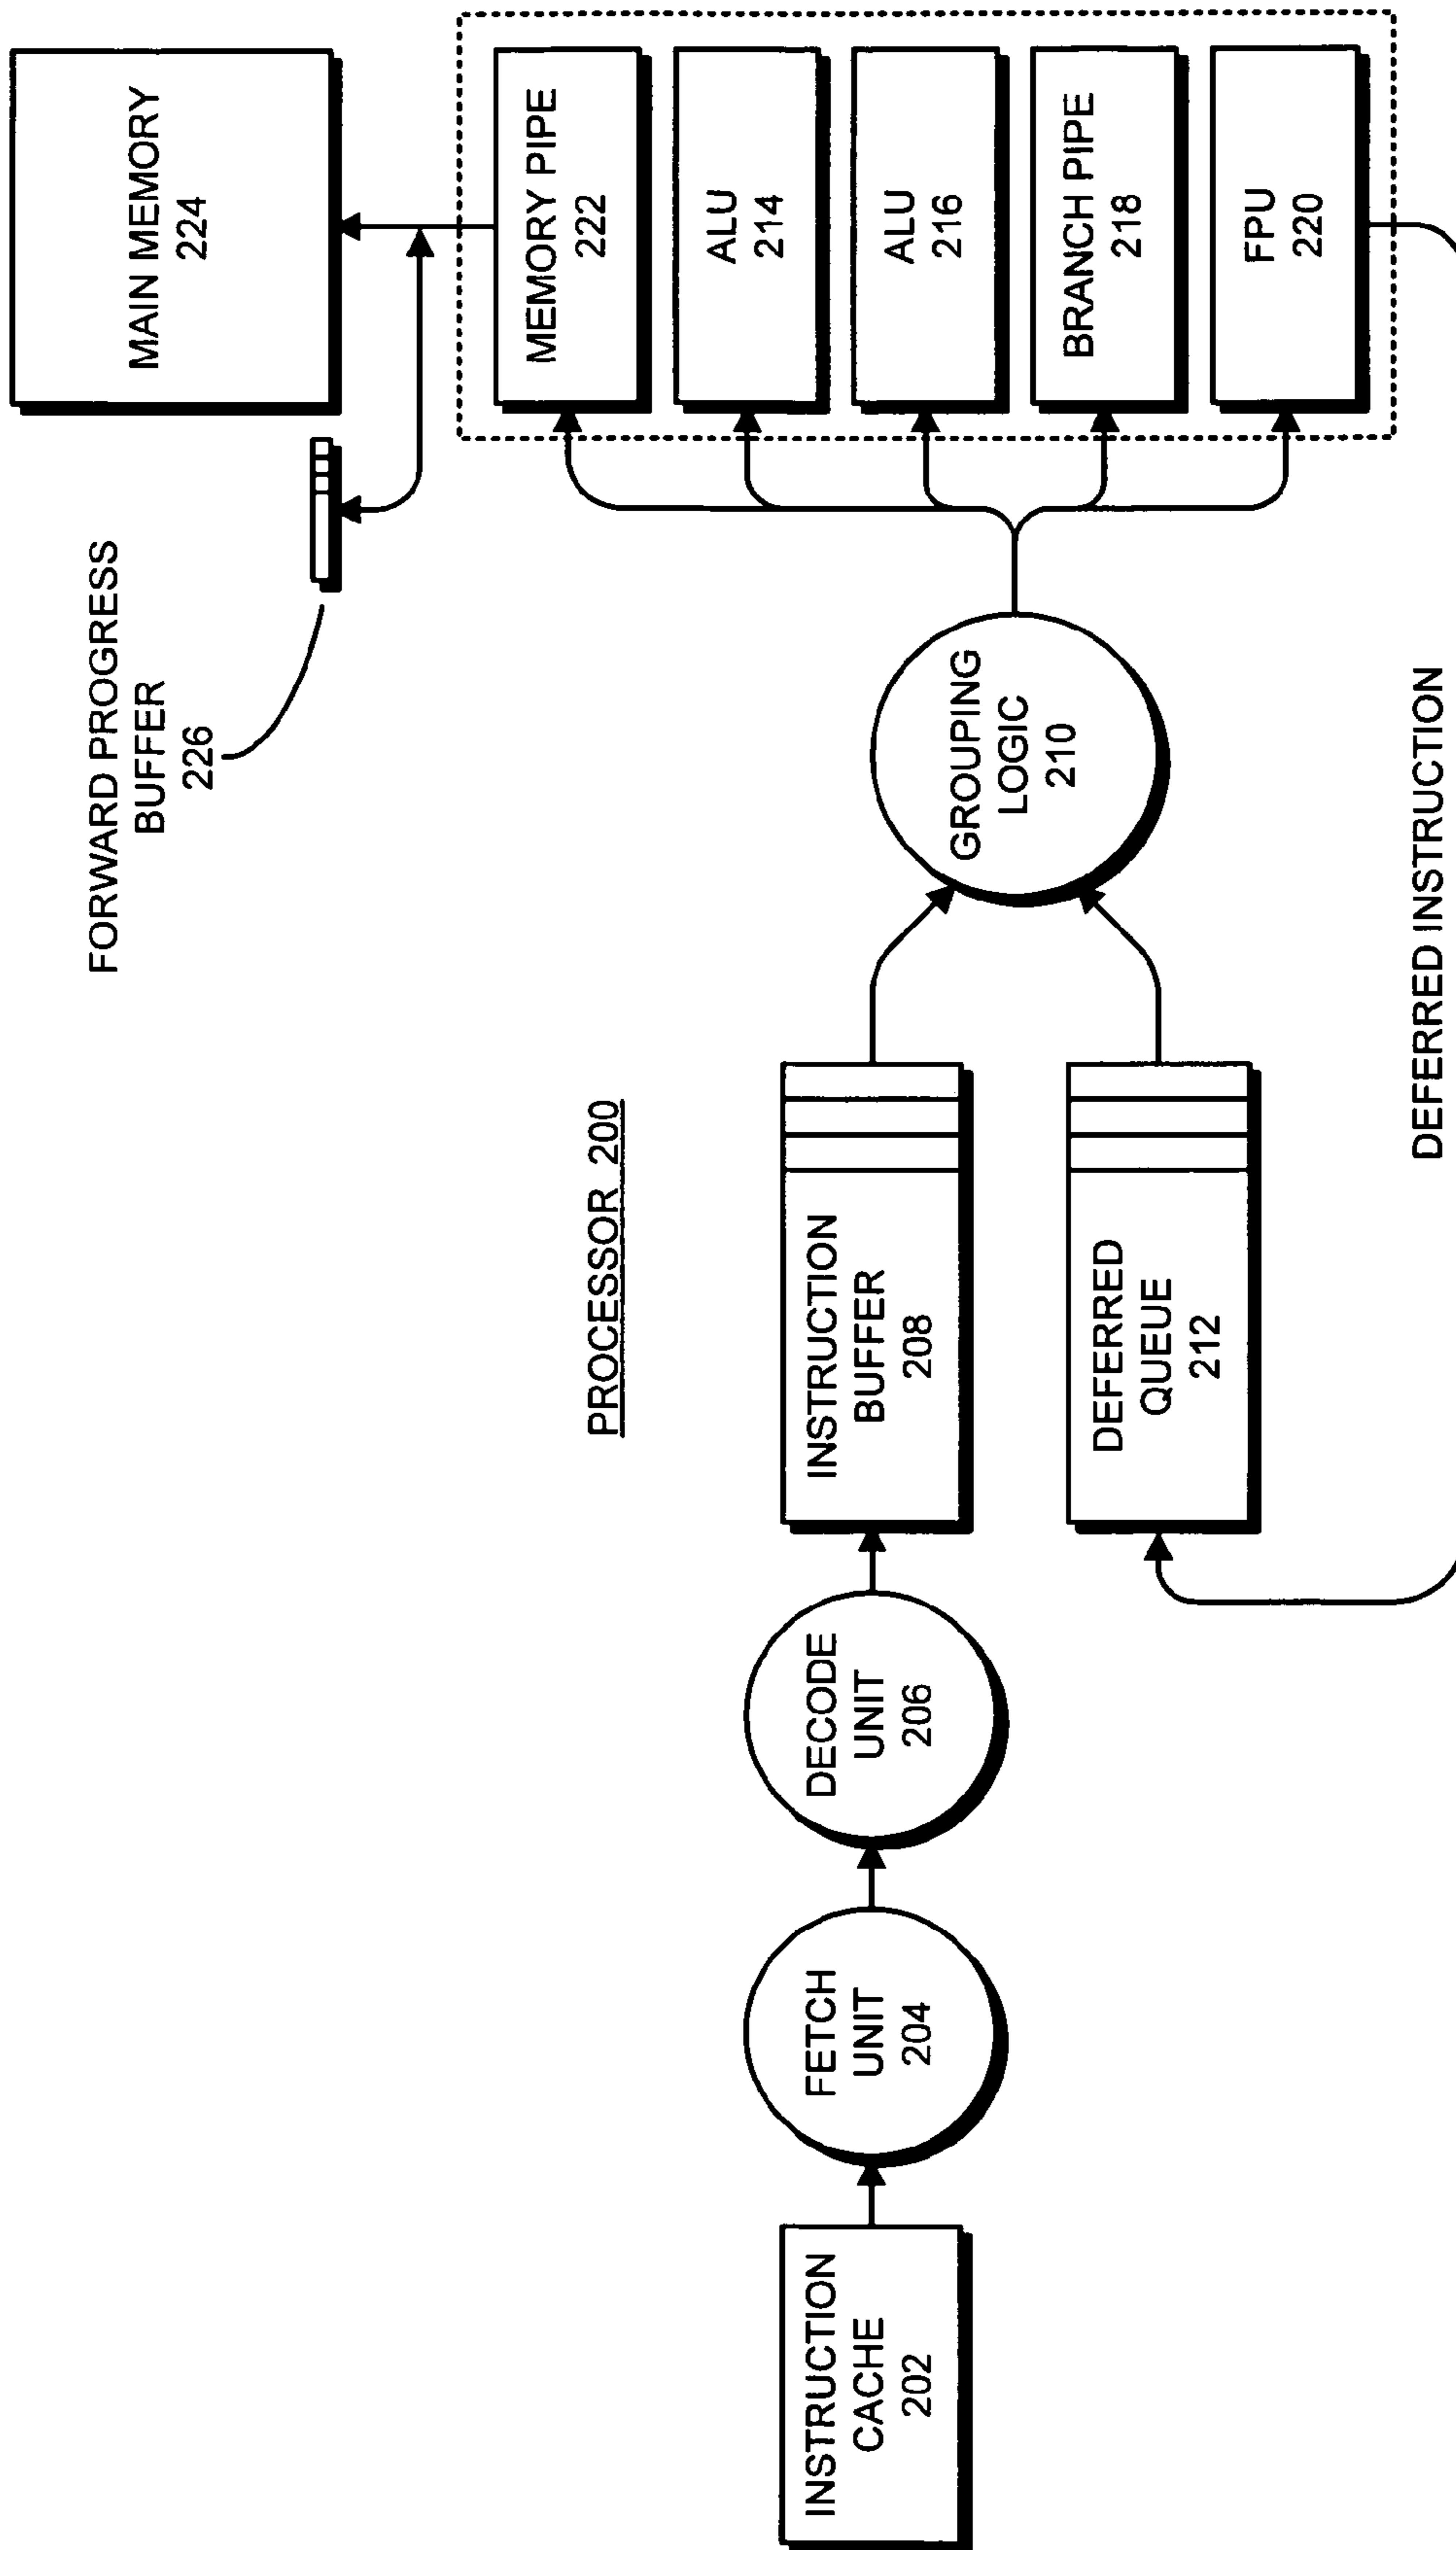 FORWARD PROGRESS
BUFFER
226
MAIN MEMORY
224
PROCESSOR 200
MEMORY PIPE
222
ALU
214
ALU
216
BRANCH PIPE
218
FPU
220
INSTRUCTION
CACHE
202
FETCH
UNIT
204
DECODE
UNIT
206
INSTRUCTION
BUFFER
208
DEFERRED
QUEUE
212
GROUPING
LOGIC
210
DEFERRED INSTRUCTION